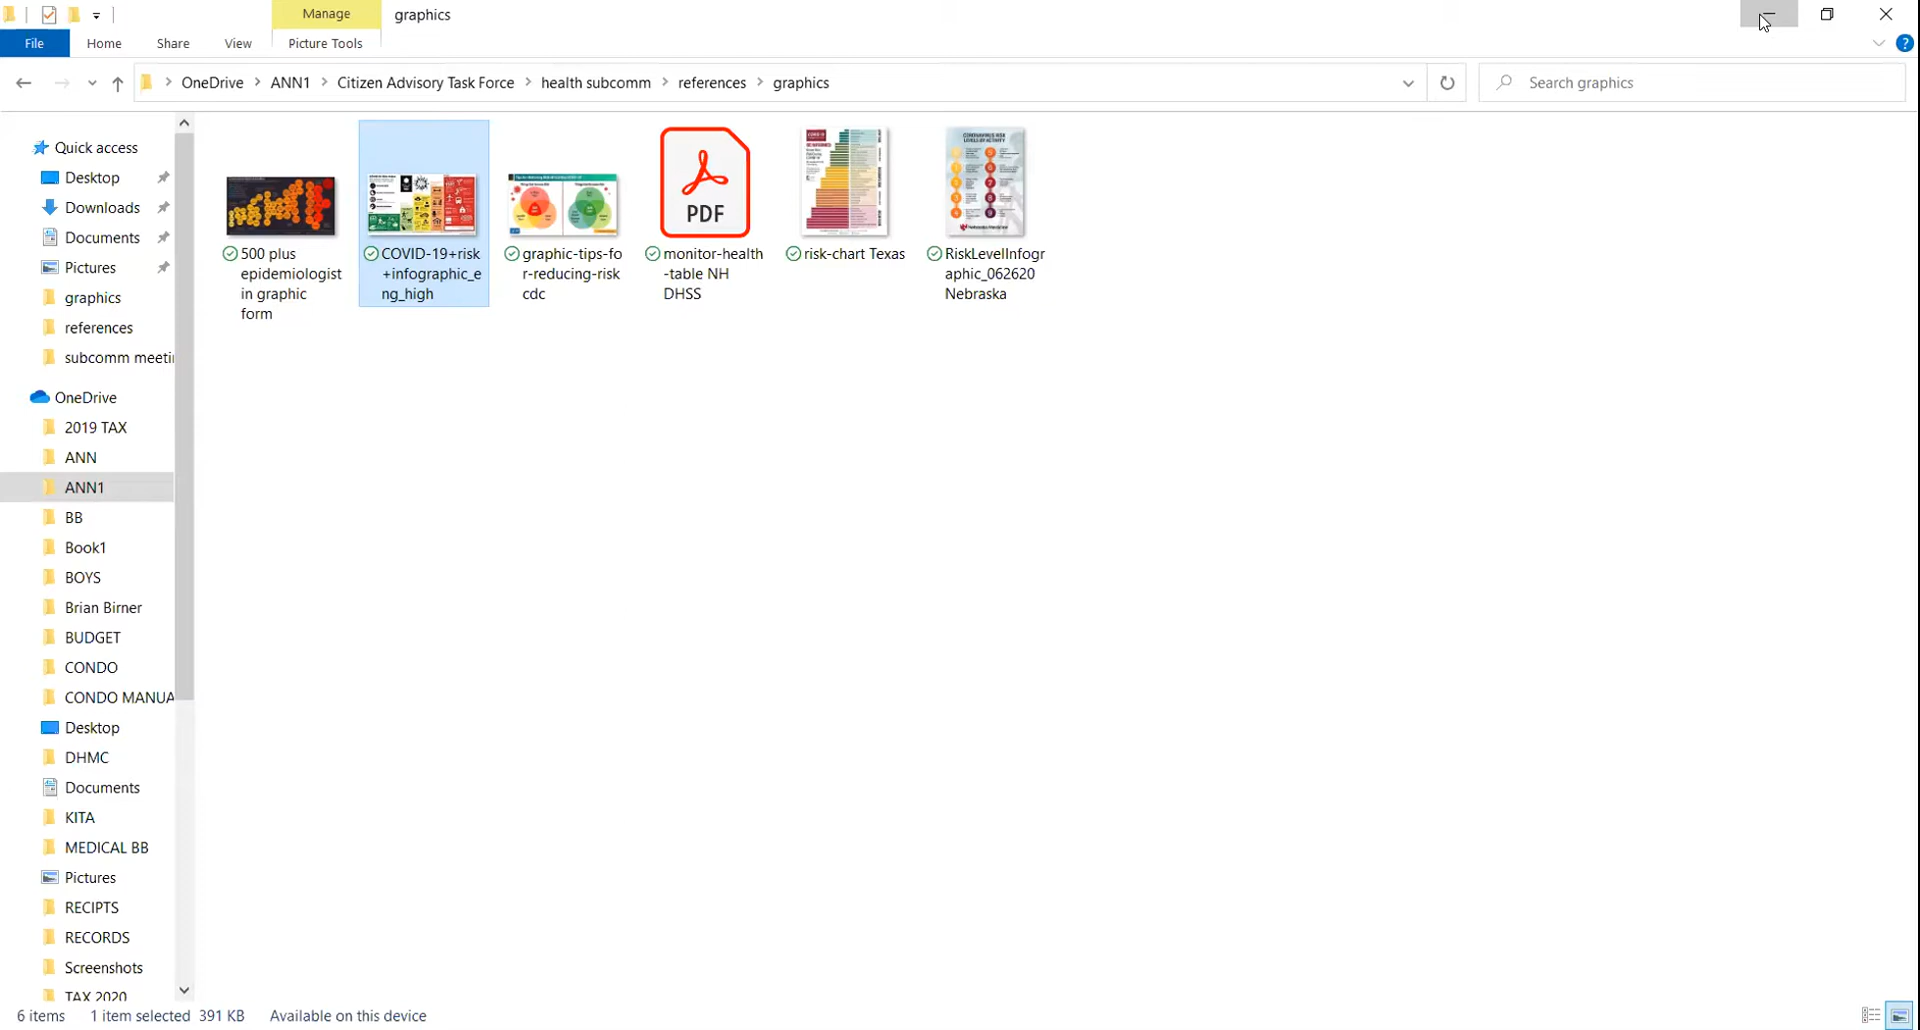 Manage
graphics
File
Home
Share
View
Picture Tools
OneDrive
ANN1
Citizen Advisory Task Force
health subcomm
references
graphics
Search graphics
Quick access
Desktop
Downloads
Documents
Pictures
graphics
references
subcomm meeti
OneDrive
2019 TAX
ANN
ANN1
BB
Book1
BOYS
Brian Birner
BUDGET
CONDO
CONDO MANUA
Desktop
DHMC
Documents
KITA
MEDICAL BB
Pictures
RECIPTS
RECORDS
Screenshots
TAX 2020
500 plus
epidemiologist
in graphic
form
COVID-19+risk
+infographic_e
ng_high
graphic-tips-fo
r-reducing-risk
cdc
PDF
monitor-health
-table NH
DHSS
risk-chart Texas
CORONAVIRUS RISK
LEVELS BY ACTIVITY
RiskLevelInfogr
aphic_062620
Nebraska
6 items
1 item selected 391 KB
Available on this device